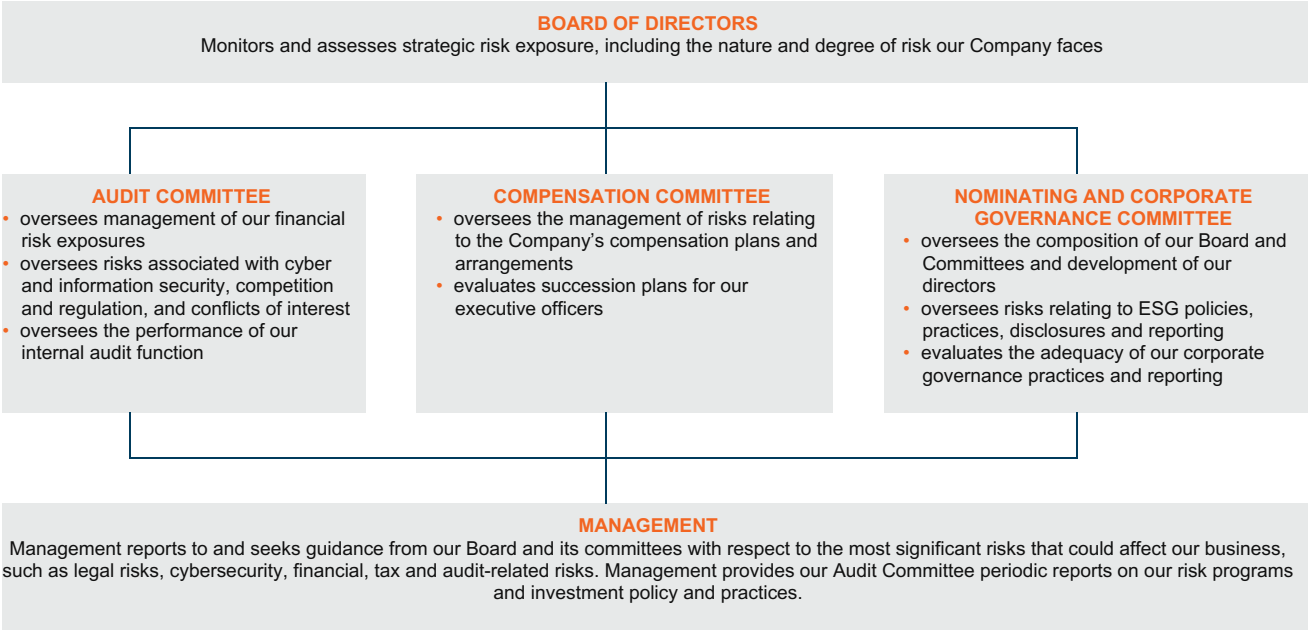 BOARD OF DIRECTORS
Monitors and assesses strategic risk exposure, including the nature and degree of risk our Company faces
AUDIT COMMITTEE
• oversees management of our financial
risk exposures
• oversees risks associated with cyber
and information security, competition
and regulation, and conflicts of interest
• oversees the performance of our
internal audit function
COMPENSATION COMMITTEE
• oversees the management of risks relating
to the Company’s compensation plans and
arrangements
• evaluates succession plans for our
executive officers
NOMINATING AND CORPORATE
GOVERNANCE COMMITTEE
• oversees the composition of our Board and
Committees and development of our
directors
• oversees risks relating to ESG policies,
practices, disclosures and reporting
• evaluates the adequacy of our corporate
governance practices and reporting
MANAGEMENT
Management reports to and seeks guidance from our Board and its committees with respect to the most significant risks that could affect our business,
such as legal risks, cybersecurity, financial, tax and audit-related risks. Management provides our Audit Committee periodic reports on our risk programs
and investment policy and practices.